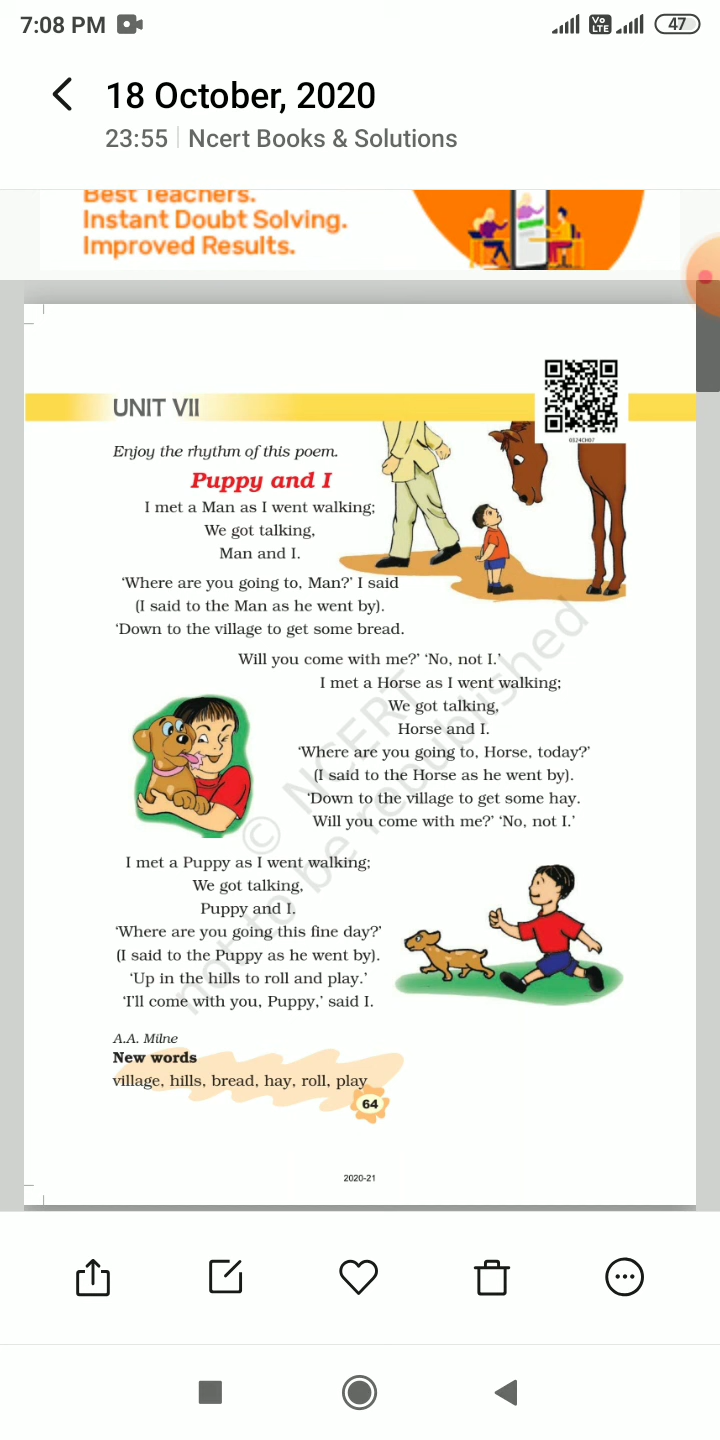 7:08 PM
Vo LTE
47
18 October, 2020
23:55 | Ncert Books & Solutions
Best Teachers.
Instant Doubt Solving.
Improved Results.
UNIT VII
0324CH07
Enjoy the rhythm of this poem.
Puppy and I
I met a Man as I went walking;
We got talking,
Man and I.
‘Where are you going to, Man?’ I said
(I said to the Man as he went by).
‘Down to the village to get some bread.
Will you come with me?’ ‘No, not I.’
I met a Horse as I went walking;
We got talking,
Horse and I.
‘Where are you going to, Horse, today?’
(I said to the Horse as he went by).
‘Down to the village to get some hay.
Will you come with me?’ ‘No, not I.’
I met a Puppy as I went walking;
We got talking,
Puppy and I.
‘Where are you going this fine day?’
(I said to the Puppy as he went by).
‘Up in the hills to roll and play.’
‘I’ll come with you, Puppy,’ said I.
A.A. Milne
New words
village, hills, bread, hay, roll, play
64
© NCERT
not to be republished
2020-21